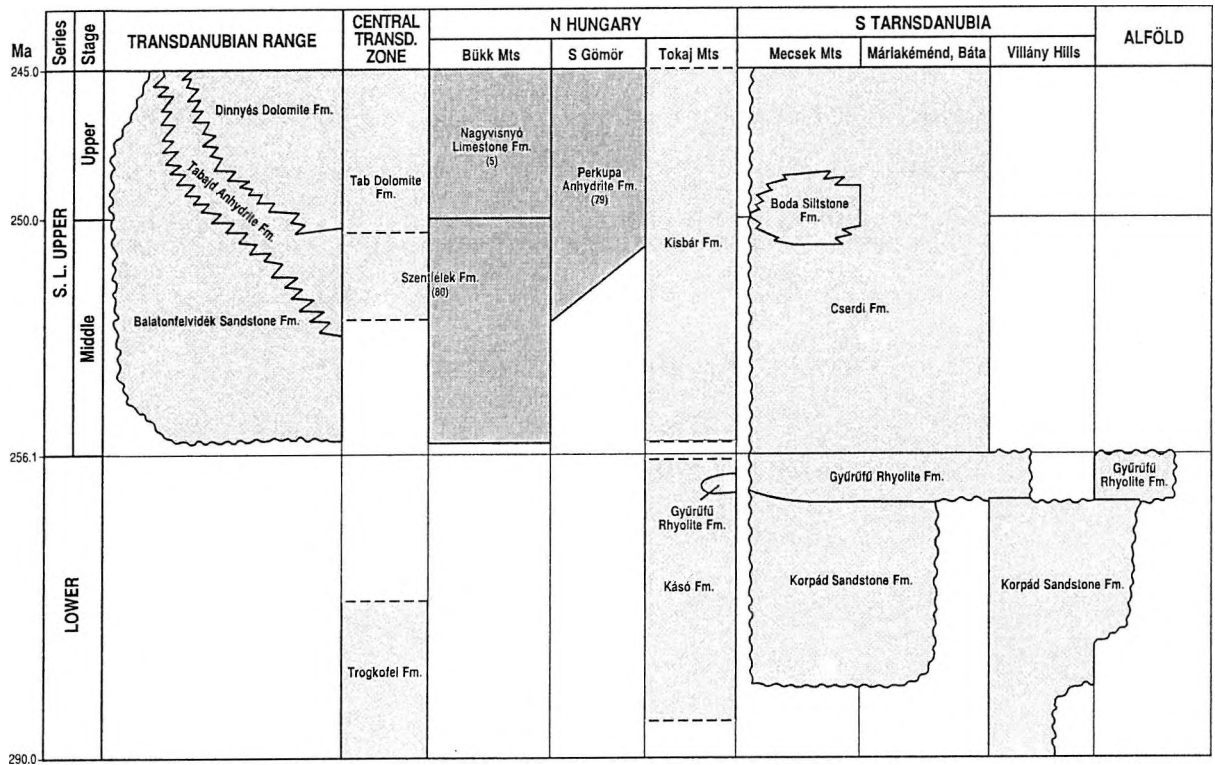 Ma
Series
Stage
TRANSDANUBIAN RANGE
CENTRAL
TRANSD.
ZONE
N HUNGARY
Bükk Mts
S Gömör
Tokaj Mts
S TARNSDANUBIA
Mecsek Mts
Máriakéménd, Báta
Villány Hills
ALFÖLD
245.0
250.0
256.1
290.0
S. L. UPPER
LOWER
Upper
Middle
Dinnyés Dolomite Fm.
Tabajd Anhydrite Fm.
Balatonfelvidék Sandstone Fm.
Tab Dolomite
Fm.
Szentlélek Fm.
(80)
Trogkofel Fm.
Nagyvisnyó
Limestone Fm.
(5)
Perkupa
Anhydrite Fm.
(79)
Kisbár Fm.
Gyűrűfű
Rhyolite Fm.
Kásó Fm.
Boda Siltstone
Fm.
Cserdi Fm.
Gyűrűfű Rhyolite Fm.
Korpád Sandstone Fm.
Korpád Sandstone Fm.
Gyűrűfű
Rhyolite Fm.